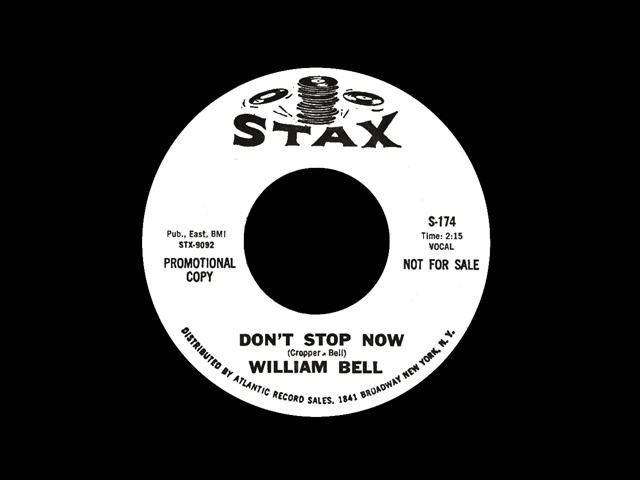 STAX
S-174
Pub., East, BMI
Time: 2:15
STX-9092
VOCAL
PROMOTIONAL
COPY
NOT FOR SALE
DON'T STOP NOW
(Cropper - Bell)
WILLIAM BELL
DISTRIBUTED BY ATLANTIC RECORD SALES, 1841 BROADWAY NEW YORK, N. Y.